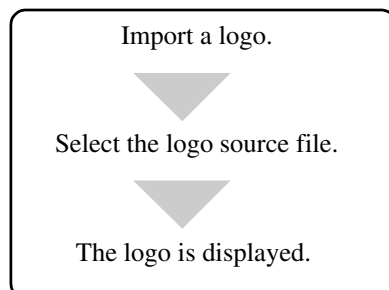 Import a logo.
Select the logo source file.
The logo is displayed.